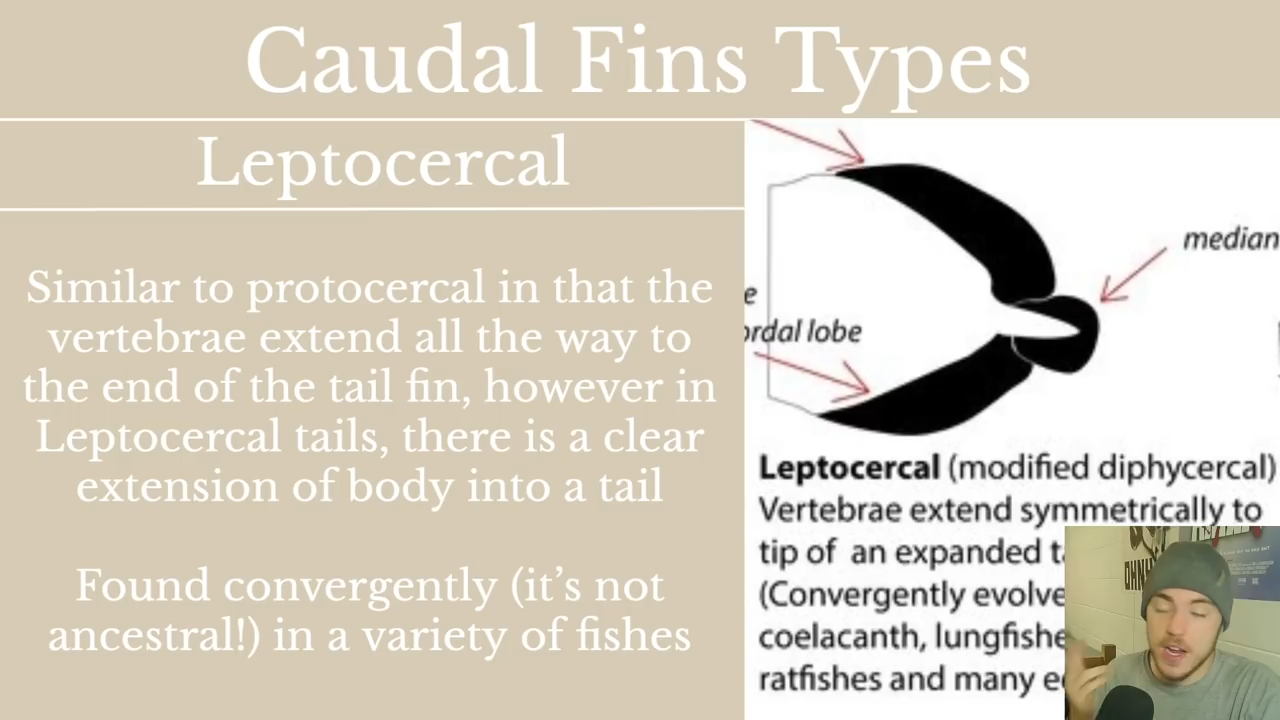 Caudal Fins Types
Leptocercal
Similar to protocercal in that the
vertebrae extend all the way to
the end of the tail fin, however in
Leptocercal tails, there is a clear
extension of body into a tail
Found convergently (it's not
ancestral!) in a variety of fishes
median
lobe
Leptocercal (modified diphycercal)
Vertebrae extend symmetrically to
tip of an expanded
(Convergently
coelacanth,
ratfishes and many